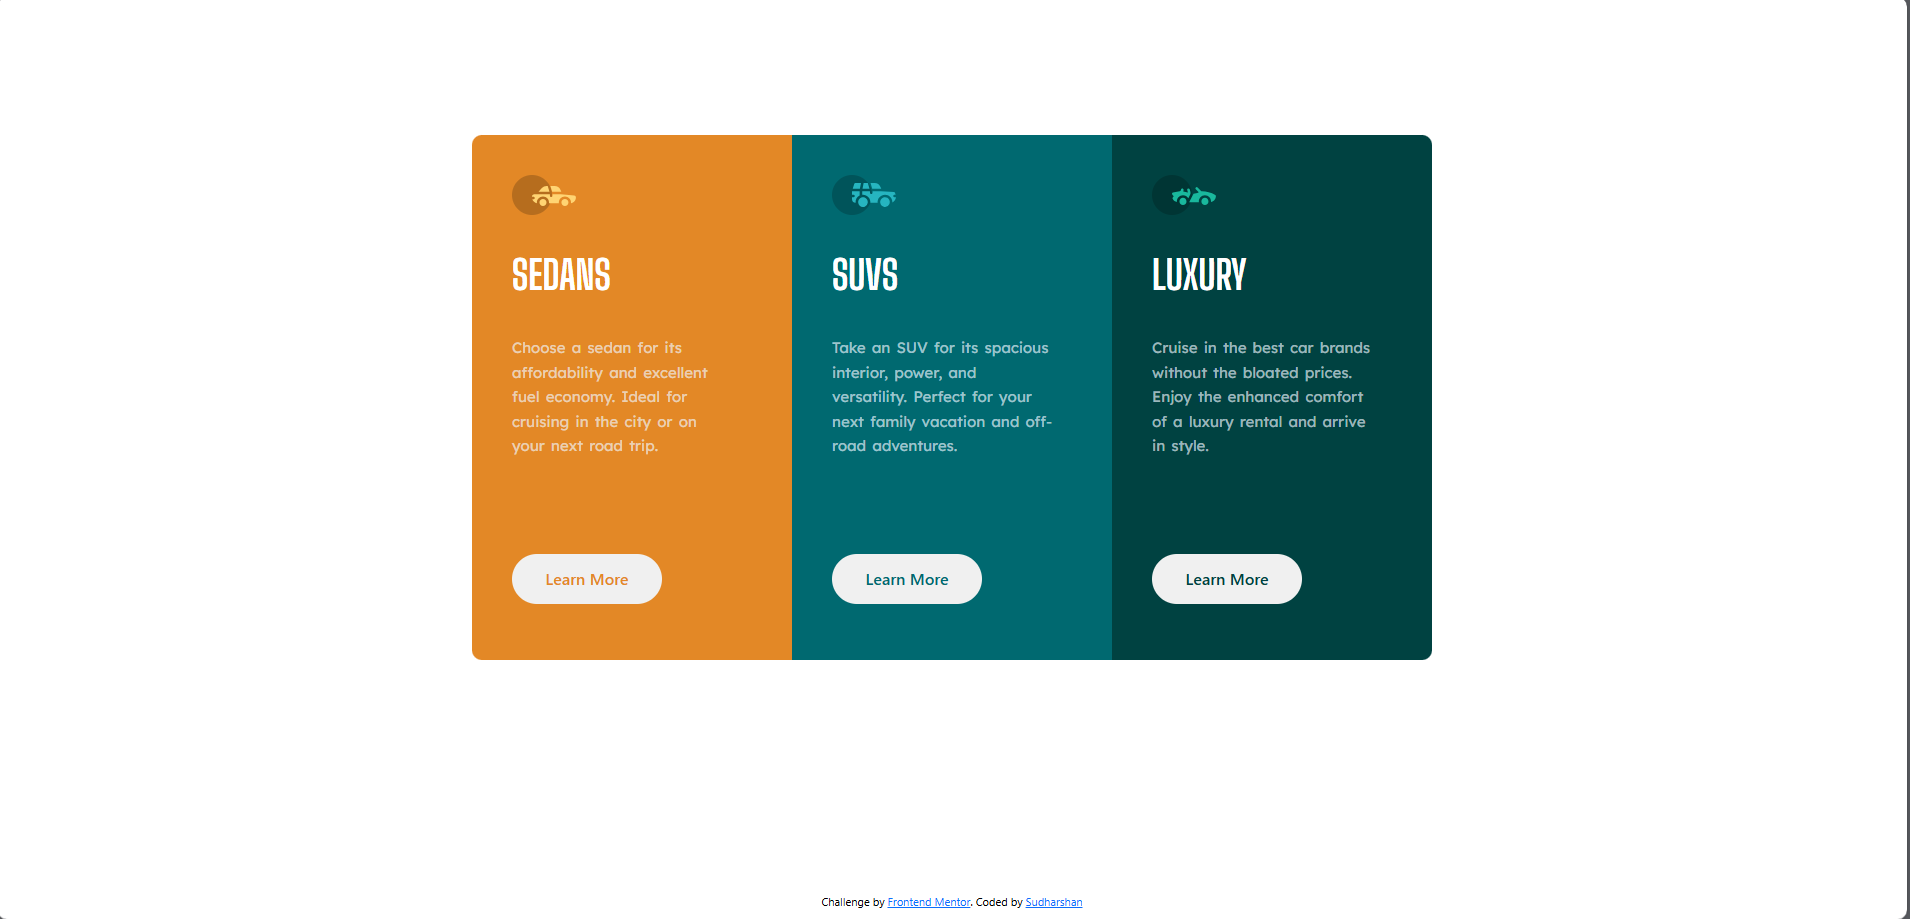 SEDANS
Choose a sedan for its
affordability and excellent
fuel economy. Ideal for
cruising in the city or on
your next road trip.
Learn More
SUVS
Take an SUV for its spacious
interior, power, and
versatility. Perfect for your
next family vacation and off-
road adventures.
Learn More
LUXURY
Cruise in the best car brands
without the bloated prices.
Enjoy the enhanced comfort
of a luxury rental and arrive
in style.
Learn More
Challenge by Frontend Mentor. Coded by Sudharshan